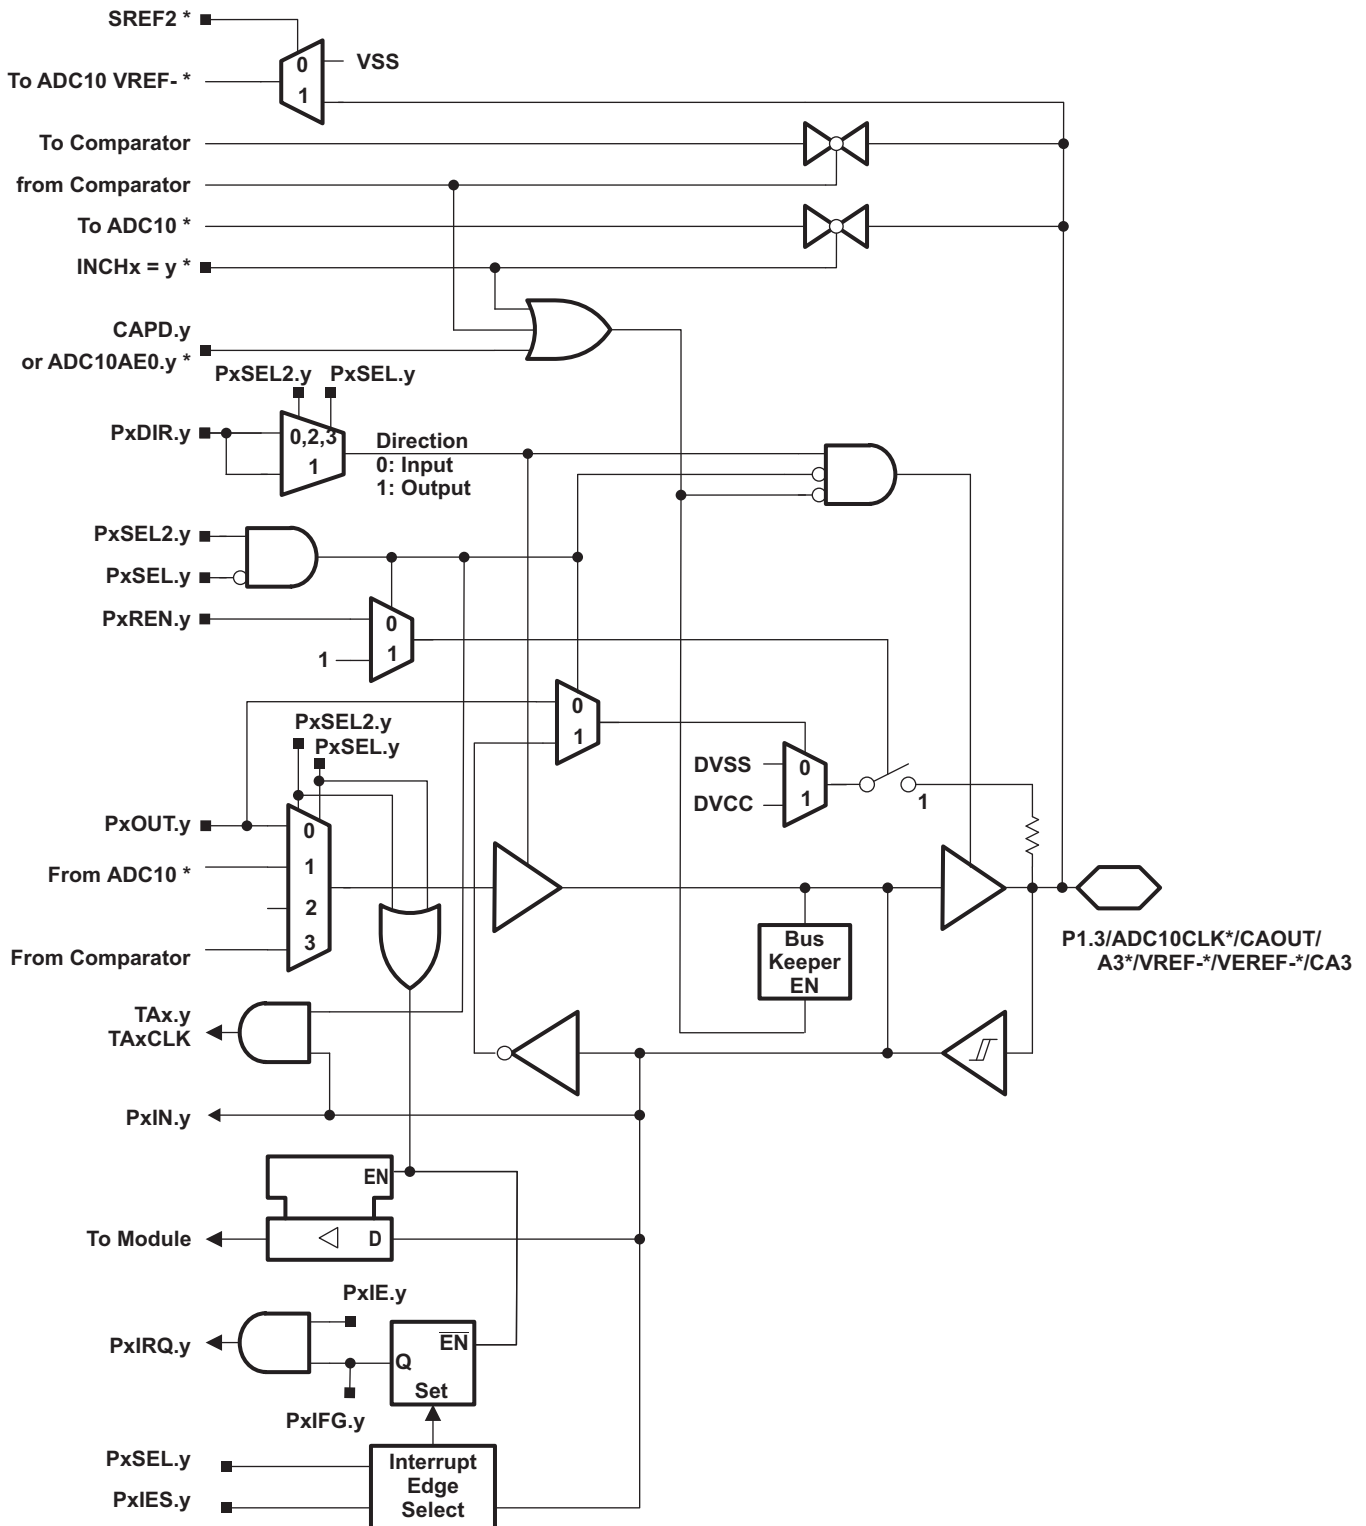 SREF2 *
VSS
0
To ADC10 VREF- *
1
To Comparator
from Comparator
To ADC10 *
INCHx = y *
CAPD.y
or ADC10AE0.y *
PxSEL2.y
PxSEL.y
PxDIR.y
0,2,3
1
Direction
0: Input
1: Output
PxSEL2.y
PxSEL.y
PxREN.y
0
1
1
0
1
PxSEL2.y
PxSEL.y
DVSS
0
DVCC
1
1
PxOUT.y
0
From ADC10 *
1
2
3
From Comparator
Bus
Keeper
EN
P1.3/ADC10CLK*/CAOUT/
A3*/VREF-*/VEREF-*/CA3
TAx.y
TAxCLK
PxIN.y
EN
To Module
D
PxIE.y
PxIRQ.y
EN
Q
Set
PxIFG.y
PxSEL.y
PxIES.y
Interrupt
Edge
Select